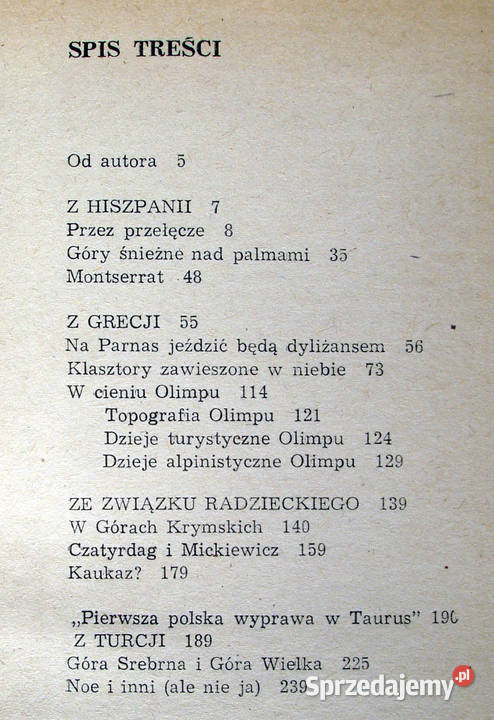 SPIS TREŚCI
Od autora 5
Z HISZPANII 7
Przez przełęcze 8
Góry śnieżne nad palmami 35
Montserrat 48
Z GRECJI 55
Na Parnas jeździć będą dyliżansem 56
Klasztory zawieszone w niebie 73
W cieniu Olimpu 114
Topografia Olimpu 121
Dzieje turystyczne Olimpu 124
Dzieje alpinistyczne Olimpu 129
ZE ZWIĄZKU RADZIECKIEGO 139
W Górach Krymskich 140
Czatyrdag i Mickiewicz 159
Kaukaz? 179
„Pierwsza polska wyprawa w Taurus” 190
Z TURCJI 189
Góra Srebrna i Góra Wielka 225
Noe i inni (ale nie ja) 239
Sprzedajemy.pl